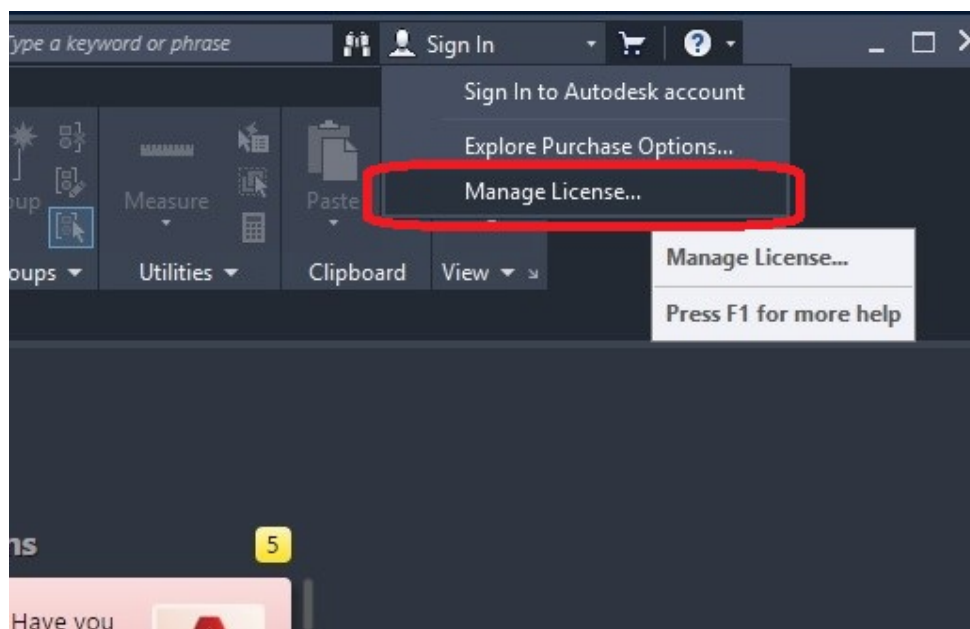 Type a keyword or phrase
Sign In
Sign In to Autodesk account
Explore Purchase Options...
Manage License...
Measure
Paste
Utilities
Clipboard
View
Manage License...
Press F1 for more help
5
Have you